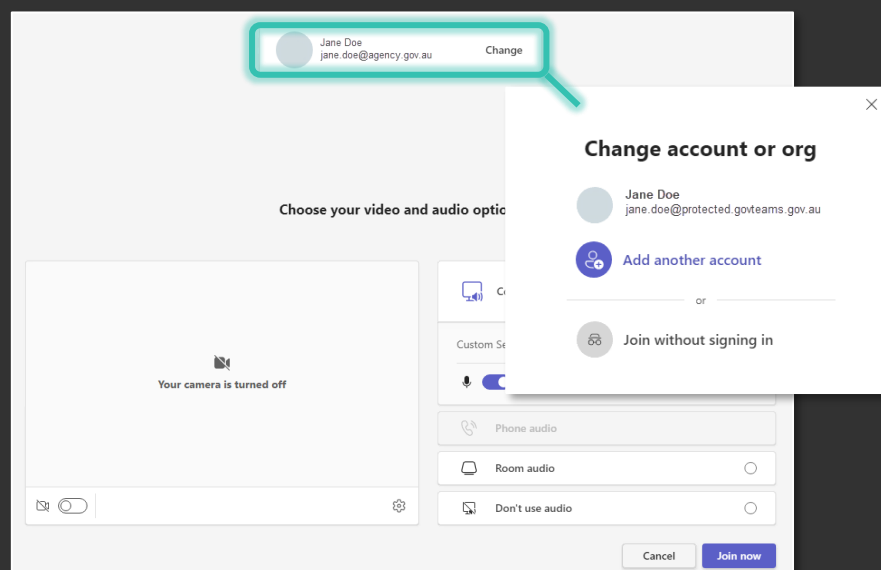 Jane Doe
jane.doe@agency.gov.au
Change
Change account or org
Jane Doe
jane.doe@protected.govteams.gov.au
Add another account
or
Join without signing in
Choose your video and audio
Your camera is turned off
Custom
Phone audio
Room audio
Don't use audio
Cancel
Join now